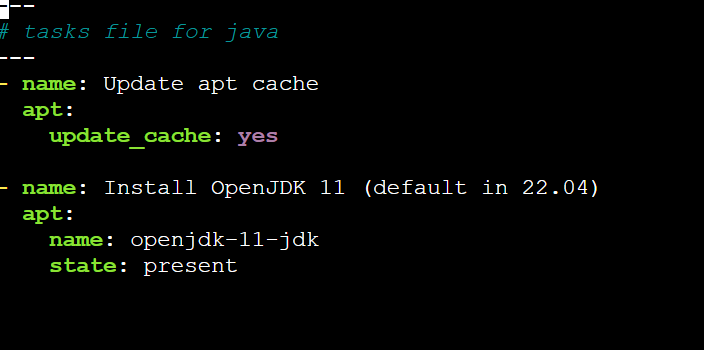 ---
# tasks file for java
---
- name: Update apt cache
  apt:
    update_cache: yes

- name: Install OpenJDK 11 (default in 22.04)
  apt:
    name: openjdk-11-jdk
    state: present